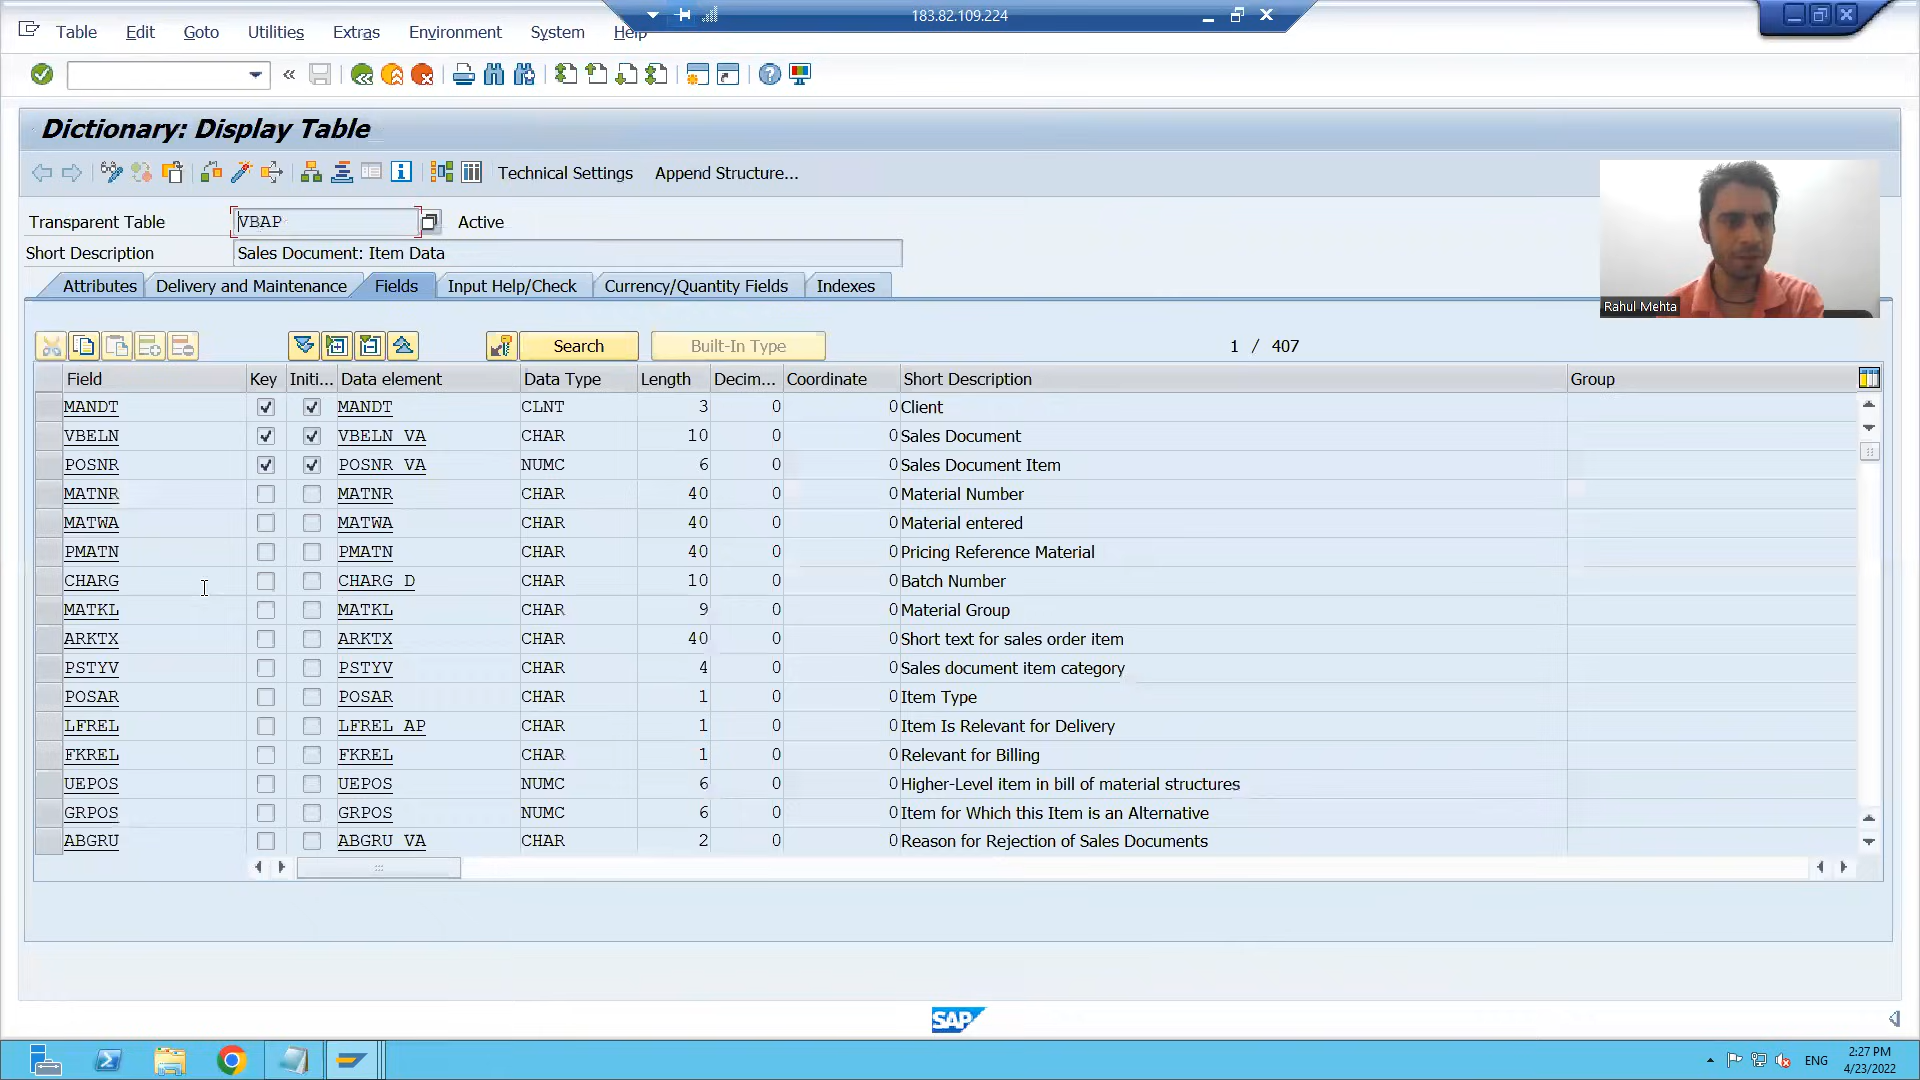 183.82.109.224
Table Edit Goto Utilities Extras Environment System Help
Dictionary: Display Table
Technical Settings Append Structure...
Transparent Table VBAP Active
Short Description Sales Document: Item Data
Attributes Delivery and Maintenance Fields Input Help/Check Currency/Quantity Fields Indexes
Rahul Mehta
Search Built-In Type 1 / 407
Field Key Initi... Data element Data Type Length Decim... Coordinate Short Description Group
MANDT MANDT CLNT 3 0 0 Client
VBELN VBELN_VA CHAR 10 0 0 Sales Document
POSNR POSNR_VA NUMC 6 0 0 Sales Document Item
MATNR MATNR CHAR 40 0 0 Material Number
MATWA MATWA CHAR 40 0 0 Material entered
PMATN PMATN CHAR 40 0 0 Pricing Reference Material
CHARG CHARG_D CHAR 10 0 0 Batch Number
MATKL MATKL CHAR 9 0 0 Material Group
ARKTX ARKTX CHAR 40 0 0 Short text for sales order item
PSTYV PSTYV CHAR 4 0 0 Sales document item category
POSAR POSAR CHAR 1 0 0 Item Type
LFREL LFREL_AP CHAR 1 0 0 Item Is Relevant for Delivery
FKREL FKREL CHAR 1 0 0 Relevant for Billing
UEPOS UEPOS NUMC 6 0 0 Higher-Level item in bill of material structures
GRPOS GRPOS NUMC 6 0 0 Item for Which this Item is an Alternative
ABGRU ABGRU_VA CHAR 2 0 0 Reason for Rejection of Sales Documents
SAP
ENG 2:27 PM
4/23/2022